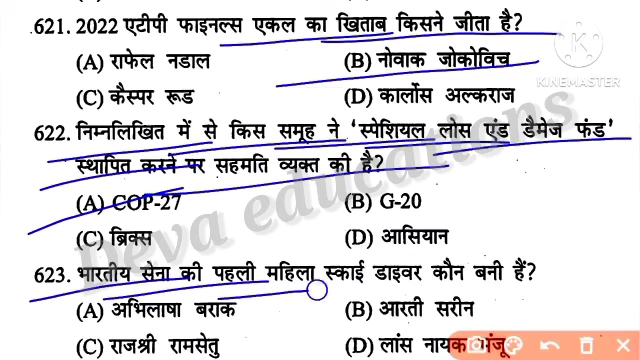 621. 2022 एटीपी फाइनल्स एकल का खिताब किसने जीता है?
(A) राफेल नडाल (B) नोवाक जोकोविच
(C) कैस्पर रूड (D) कार्लोस अल्कराज
622. निम्नलिखित में से किस समूह ने ‘स्पेशियल लोस एंड डैमेज फंड’
स्थापित करने पर सहमति व्यक्त की है?
(A) COP-27 (B) G-20
(C) ब्रिक्स (D) आसियान
623. भारतीय सेना की पहली महिला स्काई डाइवर कौन बनी हैं?
(A) अभिलाषा बराक (B) आरती सरीन
(C) राजश्री रामसेतु (D) लांस नायक मंजू
Deva educations
KINEMASTER